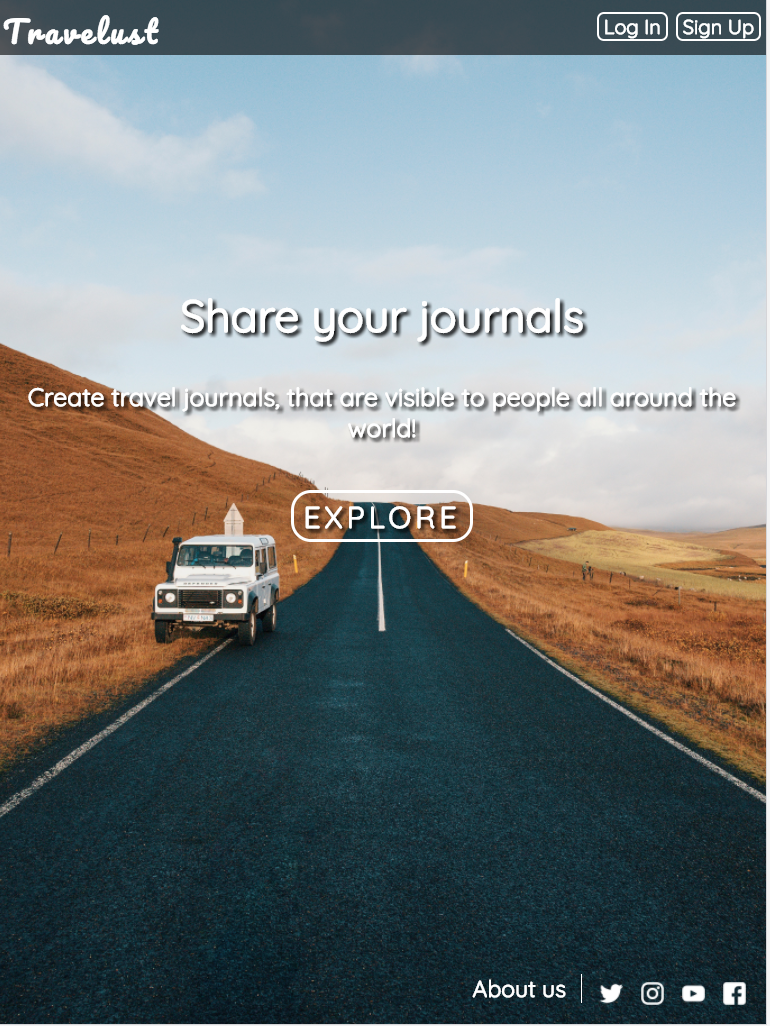 Travelust
Log In
Sign Up
Share your journals
Create travel journals, that are visible to people all around the
world!
EXPLORE
About us